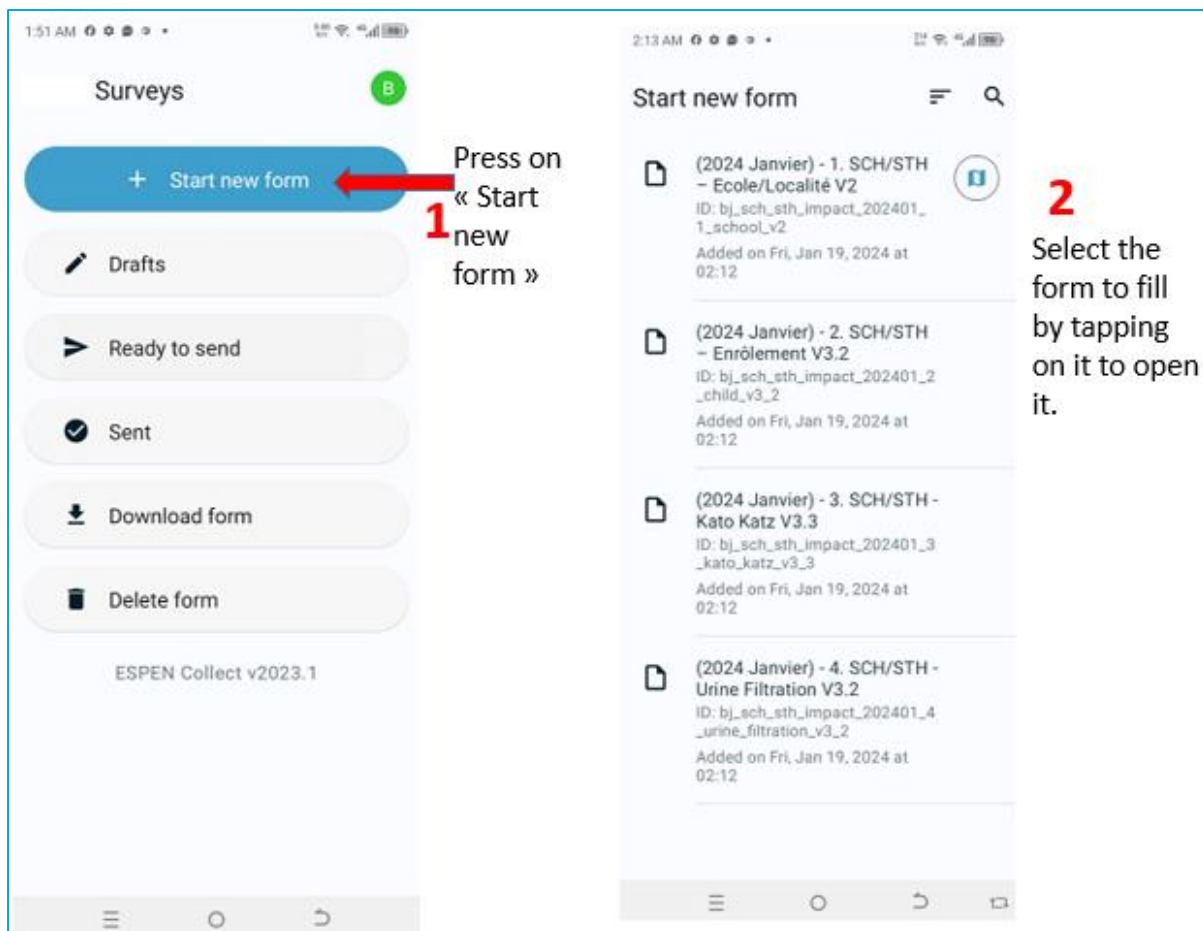 1:51 AM
Surveys
B
+ Start new form
Drafts
Ready to send
Sent
Download form
Delete form
ESPEN Collect v2023.1
1
Press on
« Start
new
form »
2:13 AM
Start new form
(2024 Janvier) - 1. SCH/STH
– Ecole/Localité V2
ID: bj_sch_sth_impact_202401_
1_school_v2
Added on Fri, Jan 19, 2024 at
02:12
(2024 Janvier) - 2. SCH/STH
– Enrôlement V3.2
ID: bj_sch_sth_impact_202401_2
_child_v3_2
Added on Fri, Jan 19, 2024 at
02:12
(2024 Janvier) - 3. SCH/STH -
Kato Katz V3.3
ID: bj_sch_sth_impact_202401_3
_kato_katz_v3_3
Added on Fri, Jan 19, 2024 at
02:12
(2024 Janvier) - 4. SCH/STH -
Urine Filtration V3.2
ID: bj_sch_sth_impact_202401_4
_urine_filtration_v3_2
Added on Fri, Jan 19, 2024 at
02:12
2
Select the
form to fill
by tapping
on it to open
it.